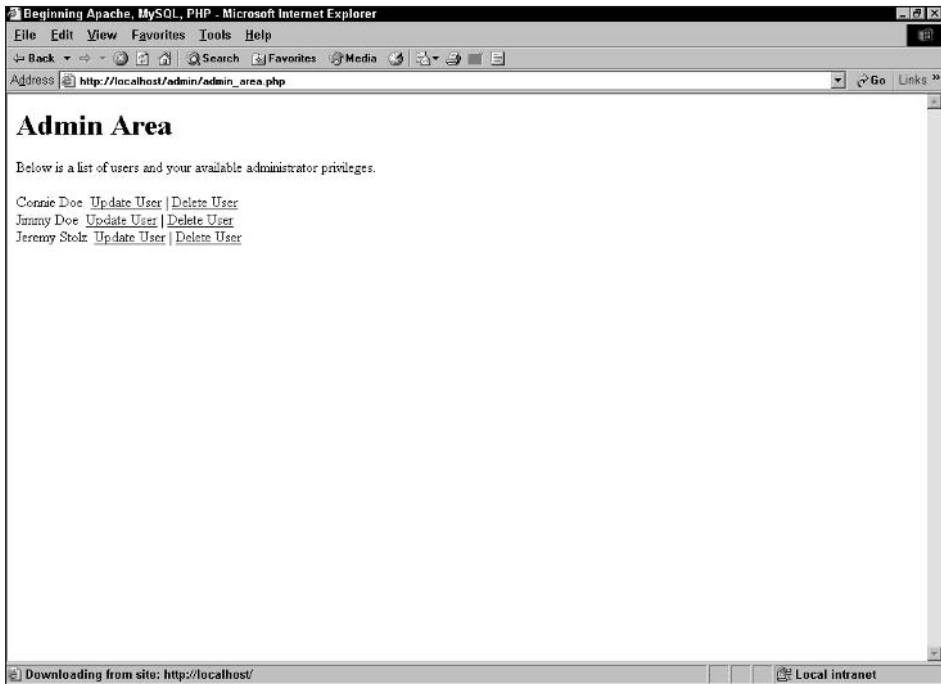 Beginning Apache, MySQL, PHP - Microsoft Internet Explorer
File Edit View Favorites Tools Help
Back Search Favorites Media
Address http://localhost/admin/admin_area.php Go Links »
Admin Area
Below is a list of users and your available administrator privileges.
Connie Doe Update User | Delete User
Jimmy Doe Update User | Delete User
Jeremy Stolz Update User | Delete User
Downloading from site: http://localhost/ Local intranet